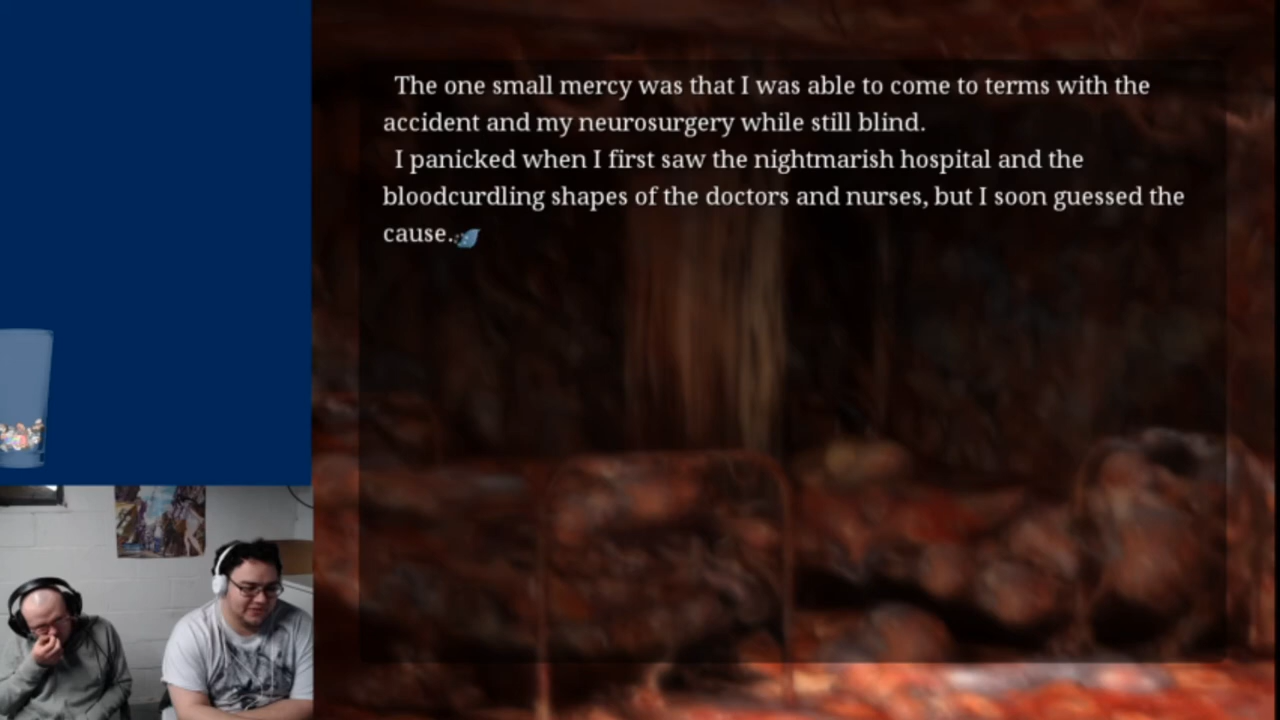 The one small mercy was that I was able to come to terms with the
accident and my neurosurgery while still blind.
I panicked when I first saw the nightmarish hospital and the
bloodcurdling shapes of the doctors and nurses, but I soon guessed the
cause.